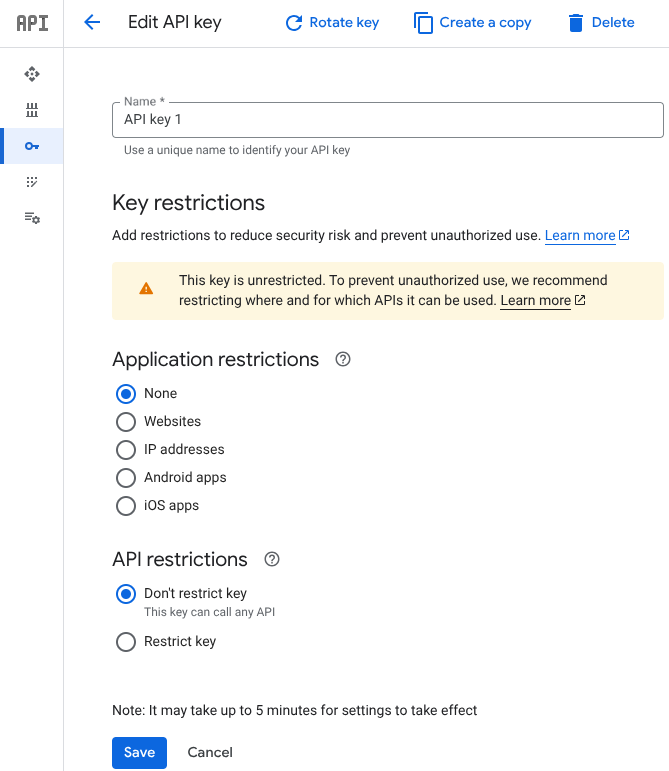 API
Edit API key
Rotate key
Create a copy
Delete
Name *
API key 1
Use a unique name to identify your API key
Key restrictions
Add restrictions to reduce security risk and prevent unauthorized use. Learn more
This key is unrestricted. To prevent unauthorized use, we recommend
restricting where and for which APIs it can be used. Learn more
Application restrictions
None
Websites
IP addresses
Android apps
iOS apps
API restrictions
Don't restrict key
This key can call any API
Restrict key
Note: It may take up to 5 minutes for settings to take effect
Save
Cancel